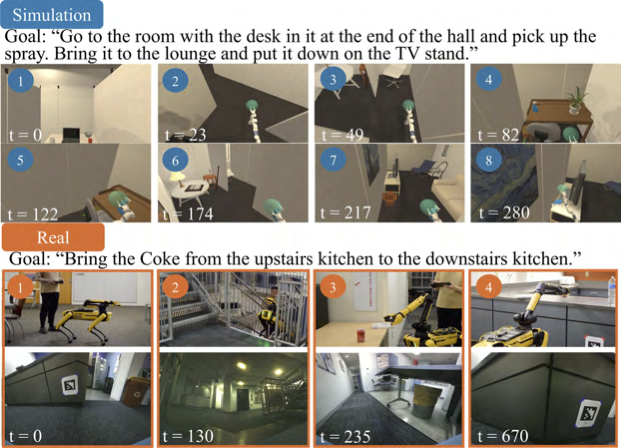 Simulation
Goal: “Go to the room with the desk in it at the end of the hall and pick up the
spray. Bring it to the lounge and put it down on the TV stand.”
1
2
3
4
t = 0
t = 23
t = 49
t = 82
5
6
7
8
t = 122
t = 174
t = 217
t = 280
Real
Goal: “Bring the Coke from the upstairs kitchen to the downstairs kitchen.”
1
2
3
4
t = 0
t = 130
t = 235
t = 670